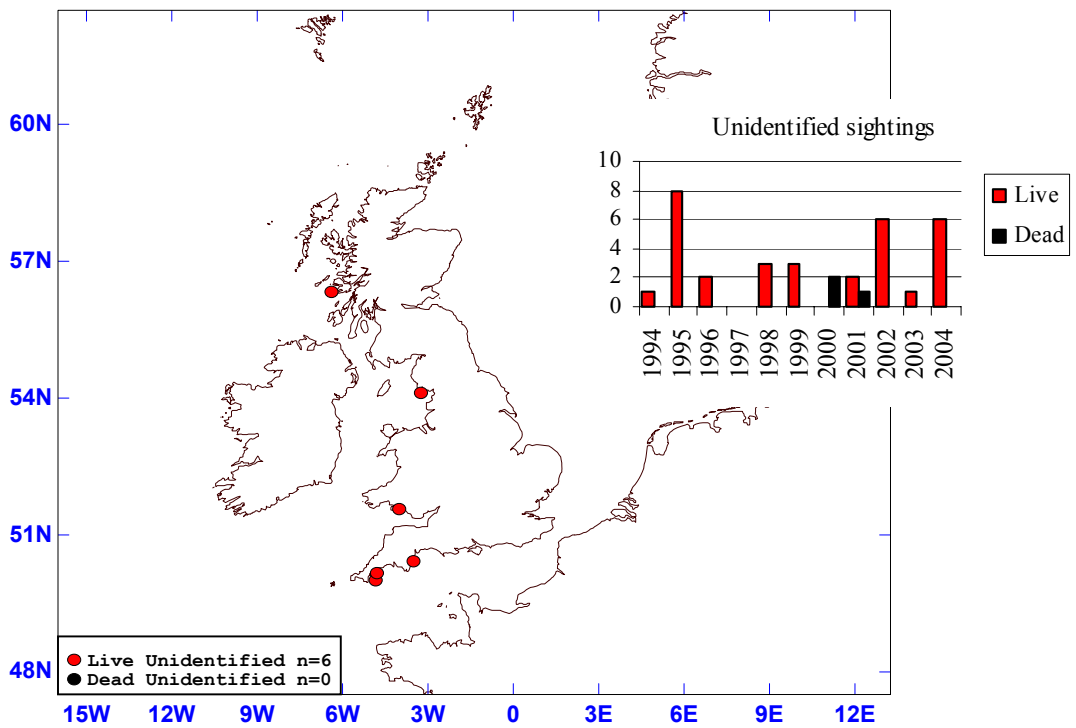 60N
57N
54N
51N
48N
15W 12W 9W 6W 3W 0 3E 6E 9E 12E
Unidentified sightings
10
8
6
4
2
0
1994 1995 1996 1997 1998 1999 2000 2001 2002 2003 2004
Live
Dead
Live Unidentified n=6
Dead Unidentified n=0